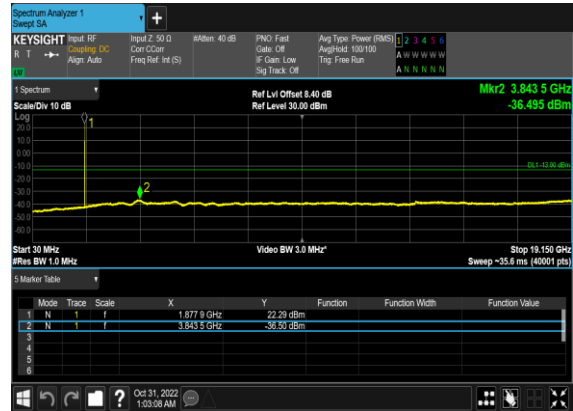 Spectrum Analyzer 1
Swept SA
+
KEYSIGHT Input: RF Input Z: 50 Ω #Atten: 40 dB PNO: Fast Avg Type: Power (RMS) 1 2 3 4 5 6
R T Coupling: DC Corr CCorr Gate: Off Avg|Hold: 100/100 A W W W W W
Align: Auto Freq Ref: Int (S) IF Gain: Low Trig: Free Run
LW Sig Track: Off A N N N N N
1 Spectrum Ref Lvl Offset 8.40 dB Mkr2 3.843 5 GHz
Scale/Div 10 dB Ref Level 30.00 dBm -36.495 dBm
Log
1
20.0
10.0
0.00
-10.0
DL1 -13.00 dBm
-20.0
2
-30.0
-40.0
-50.0
-60.0
Start 30 MHz Video BW 3.0 MHz* Stop 19.150 GHz
#Res BW 1.0 MHz Sweep ~35.6 ms (40001 pts)
5 Marker Table
Mode Trace Scale X Y Function Function Width Function Value
1 N 1 f 1.877 9 GHz 22.29 dBm
2 N 1 f 3.843 5 GHz -36.50 dBm
3
4
5
6
? Oct 31, 2022
1:03:08 AM